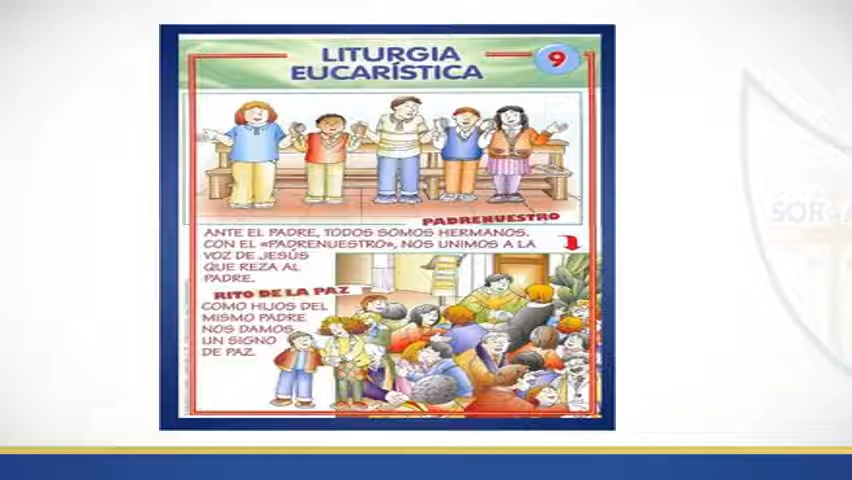 LITURGIA
EUCARÍSTICA
9
PADRENUESTRO
ANTE EL PADRE, TODOS SOMOS HERMANOS.
CON EL «PADRENUESTRO», NOS UNIMOS A LA
VOZ DE JESÚS
QUE REZA AL
PADRE.
RITO DE LA PAZ
COMO HIJOS DEL
MISMO PADRE
NOS DAMOS
UN SIGNO
DE PAZ.
SOR